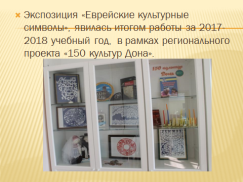 Экспозиция «Еврейские культурные
символы», явилась итогом работы за 2017-
2018 учебный год, в рамках регионального
проекта «150 культур Дона».